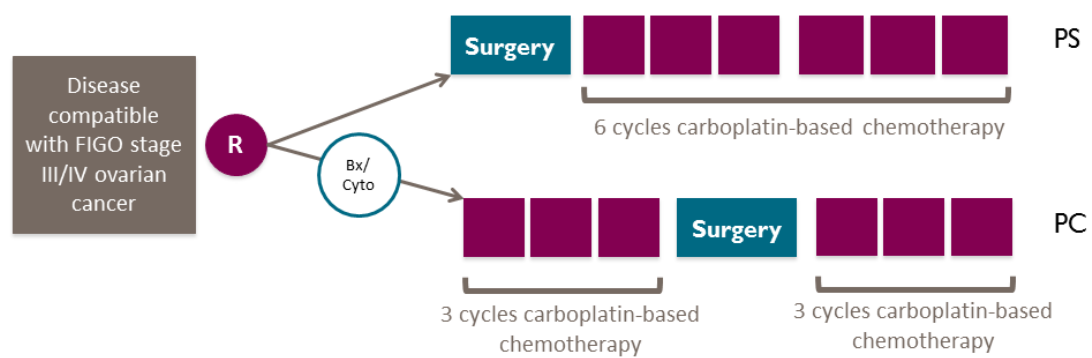 Disease
compatible
with FIGO stage
III/IV ovarian
cancer
R
Bx/
Cyto
Surgery
PS
6 cycles carboplatin-based chemotherapy
Surgery
PC
3 cycles carboplatin-based
chemotherapy
3 cycles carboplatin-based
chemotherapy